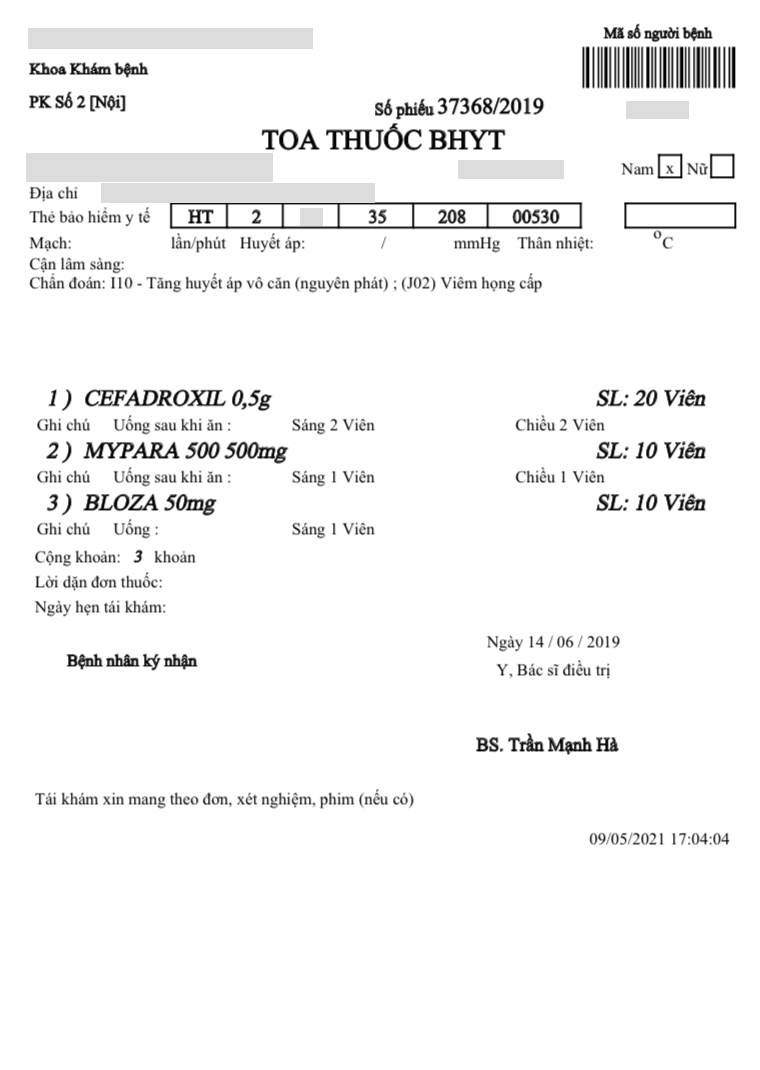 Mã số người bệnh
Khoa Khám bệnh
PK Số 2 [Nội]
Số phiếu 37368/2019
TOA THUỐC BHYT
Nam x Nữ
Địa chỉ
Thẻ bảo hiểm y tế HT 2 35 208 00530
Mạch: lần/phút Huyết áp: / mmHg Thân nhiệt: °C
Cận lâm sàng:
Chẩn đoán: I10 - Tăng huyết áp vô căn (nguyên phát) ; (J02) Viêm họng cấp
1 ) CEFADROXIL 0,5g SL: 20 Viên
Ghi chú Uống sau khi ăn : Sáng 2 Viên Chiều 2 Viên
2 ) MYPARA 500 500mg SL: 10 Viên
Ghi chú Uống sau khi ăn : Sáng 1 Viên Chiều 1 Viên
3 ) BLOZA 50mg SL: 10 Viên
Ghi chú Uống : Sáng 1 Viên
Cộng khoản: 3 khoản
Lời dặn đơn thuốc:
Ngày hẹn tái khám:
Ngày 14 / 06 / 2019
Bệnh nhân ký nhận
Y, Bác sĩ điều trị
BS. Trần Mạnh Hà
Tái khám xin mang theo đơn, xét nghiệm, phim (nếu có)
09/05/2021 17:04:04